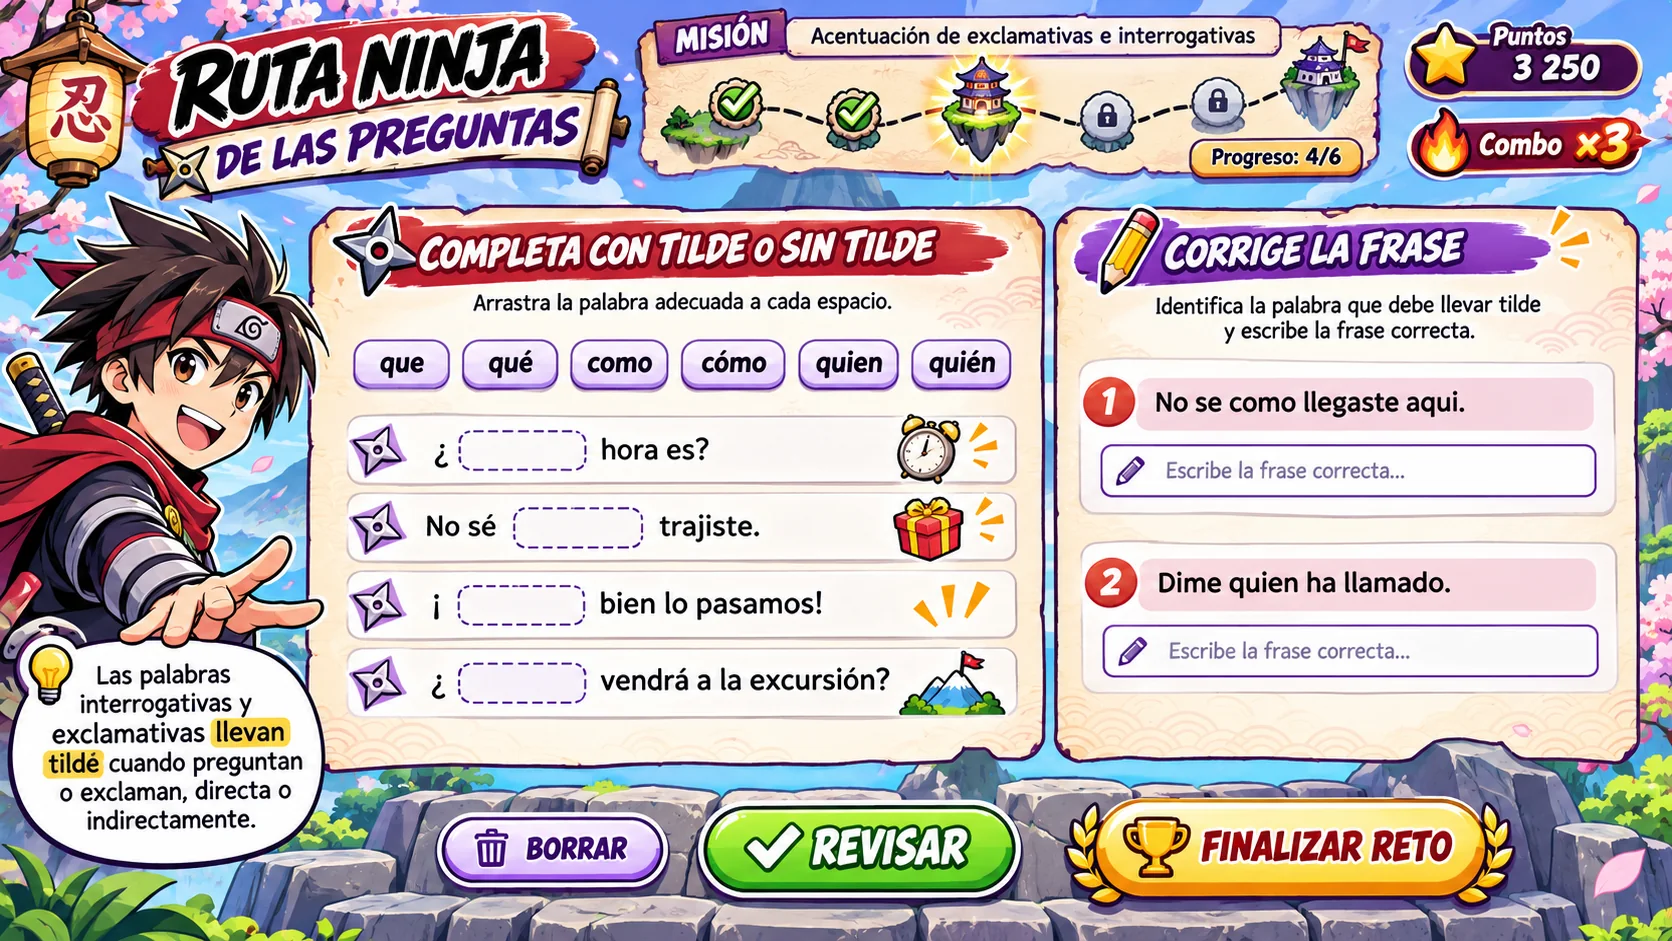 忍
RUTA NINJA
DE LAS PREGUNTAS
MISIÓN
Acentuación de exclamativas e interrogativas
Progreso: 4/6
Puntos
3 250
Combo x3
COMPLETA CON TILDE O SIN TILDE
Arrastra la palabra adecuada a cada espacio.
que qué como cómo quien quién
¿ hora es?
No sé trajiste.
¡ bien lo pasamos!
¿ vendrá a la excursión?
CORRIGE LA FRASE
Identifica la palabra que debe llevar tilde
y escribe la frase correcta.
1 No se como llegaste aqui.
Escribe la frase correcta...
2 Dime quien ha llamado.
Escribe la frase correcta...
Las palabras
interrogativas y
exclamativas llevan
tildé cuando preguntan
o exclaman, directa o
indirectamente.
BORRAR
REVISAR
FINALIZAR RETO